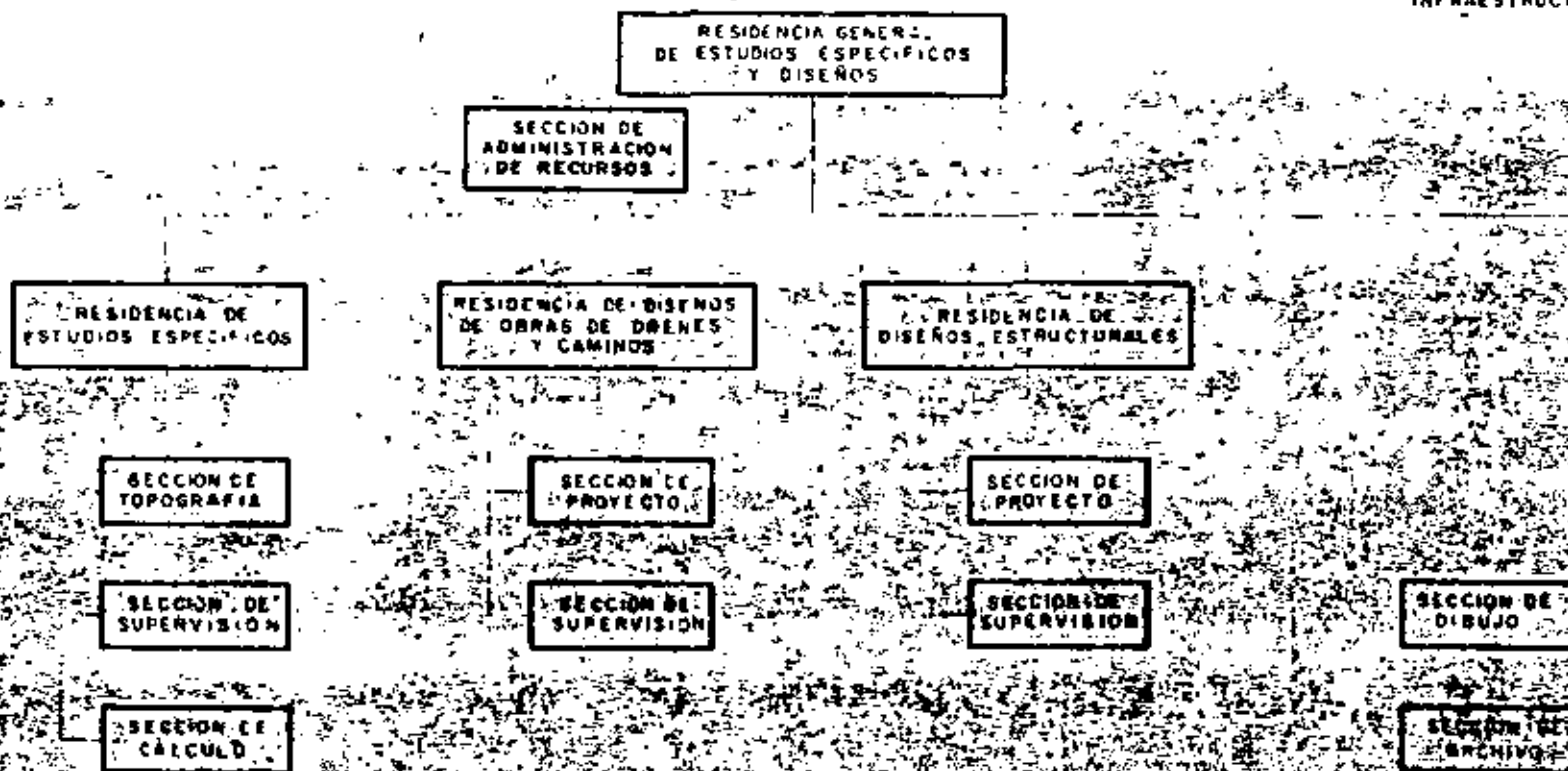 RESIDENCIA GENERAL
DE ESTUDIOS ESPECIFICOS
Y DISEÑOS
SECCION DE
ADMINISTRACION
DE RECURSOS
RESIDENCIA DE
ESTUDIOS ESPECIFICOS
RESIDENCIA DE DISEÑOS
DE OBRAS DE DRENES
Y CAMINOS
RESIDENCIA DE
DISEÑOS ESTRUCTURALES
SECCION DE
TOPOGRAFIA
SECCION DE
PROYECTO
SECCION DE
PROYECTO
SECCION DE
SUPERVISION
SECCION DE
SUPERVISION
SECCION DE
SUPERVISION
SECCION DE
DIBUJO
SECCION DE
CALCULO
SECCION DE
ARCHIVO